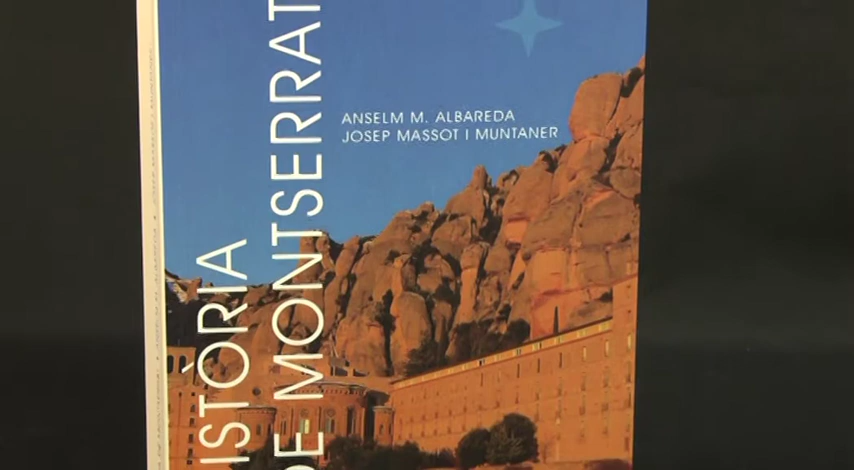 ANSELM M. ALBAREDA
JOSEP MASSOT I MUNTANER
ISTÒRIA
DE MONTSERRAT